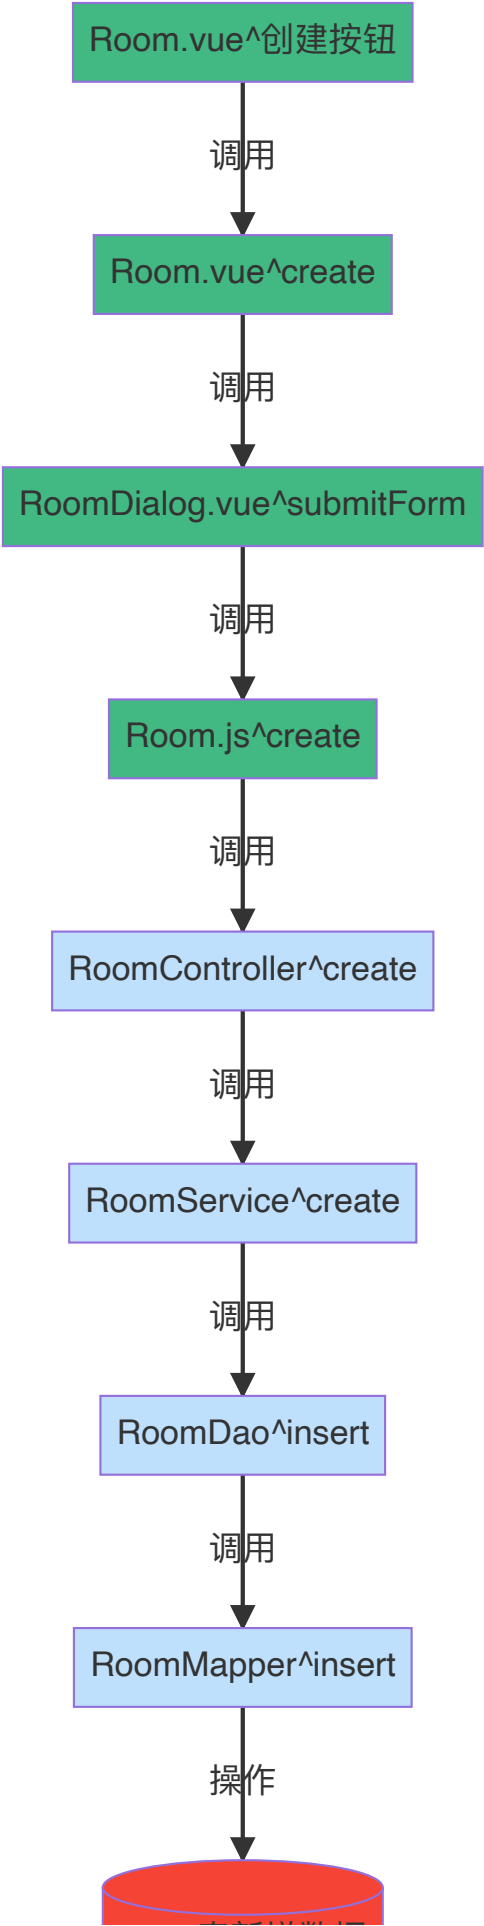 Room.vue^创建按钮
调用
Room.vue^create
调用
RoomDialog.vue^submitForm
调用
Room.js^create
调用
RoomController^create
调用
RoomService^create
调用
RoomDao^insert
调用
RoomMapper^insert
操作